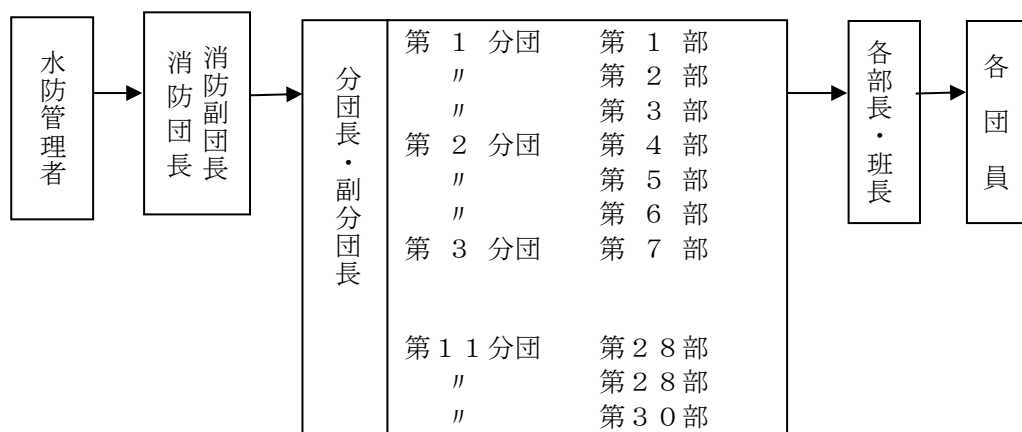 水防管理者
消防団長
消防副団長
分団長・副分団長
第 1 分団 第 1 部
〃 第 2 部
〃 第 3 部
第 2 分団 第 4 部
〃 第 5 部
〃 第 6 部
第 3 分団 第 7 部
第11分団 第28部
〃 第28部
〃 第30部
各部長・班長
各団員